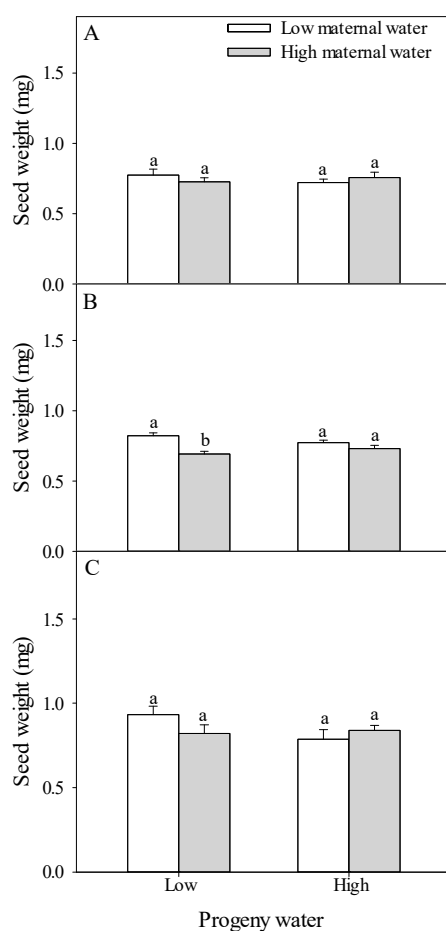 A
Low maternal water
High maternal water
Seed weight (mg)
1.5
1.0
0.5
0.0
a
a
a
a
B
Seed weight (mg)
1.5
1.0
0.5
0.0
a
b
a
a
C
Seed weight (mg)
1.5
1.0
0.5
0.0
a
a
a
a
Low
High
Progeny water